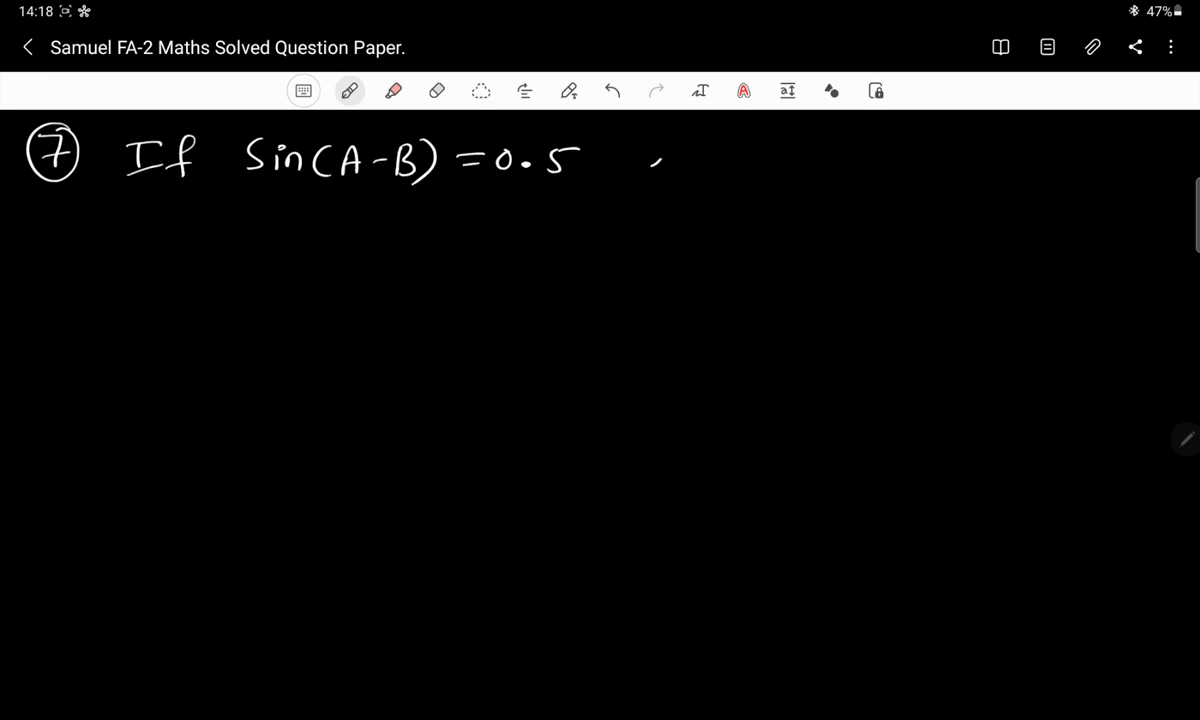 14:18 47%
Samuel FA-2 Maths Solved Question Paper.
7 If Sin(A-B) = 0.5